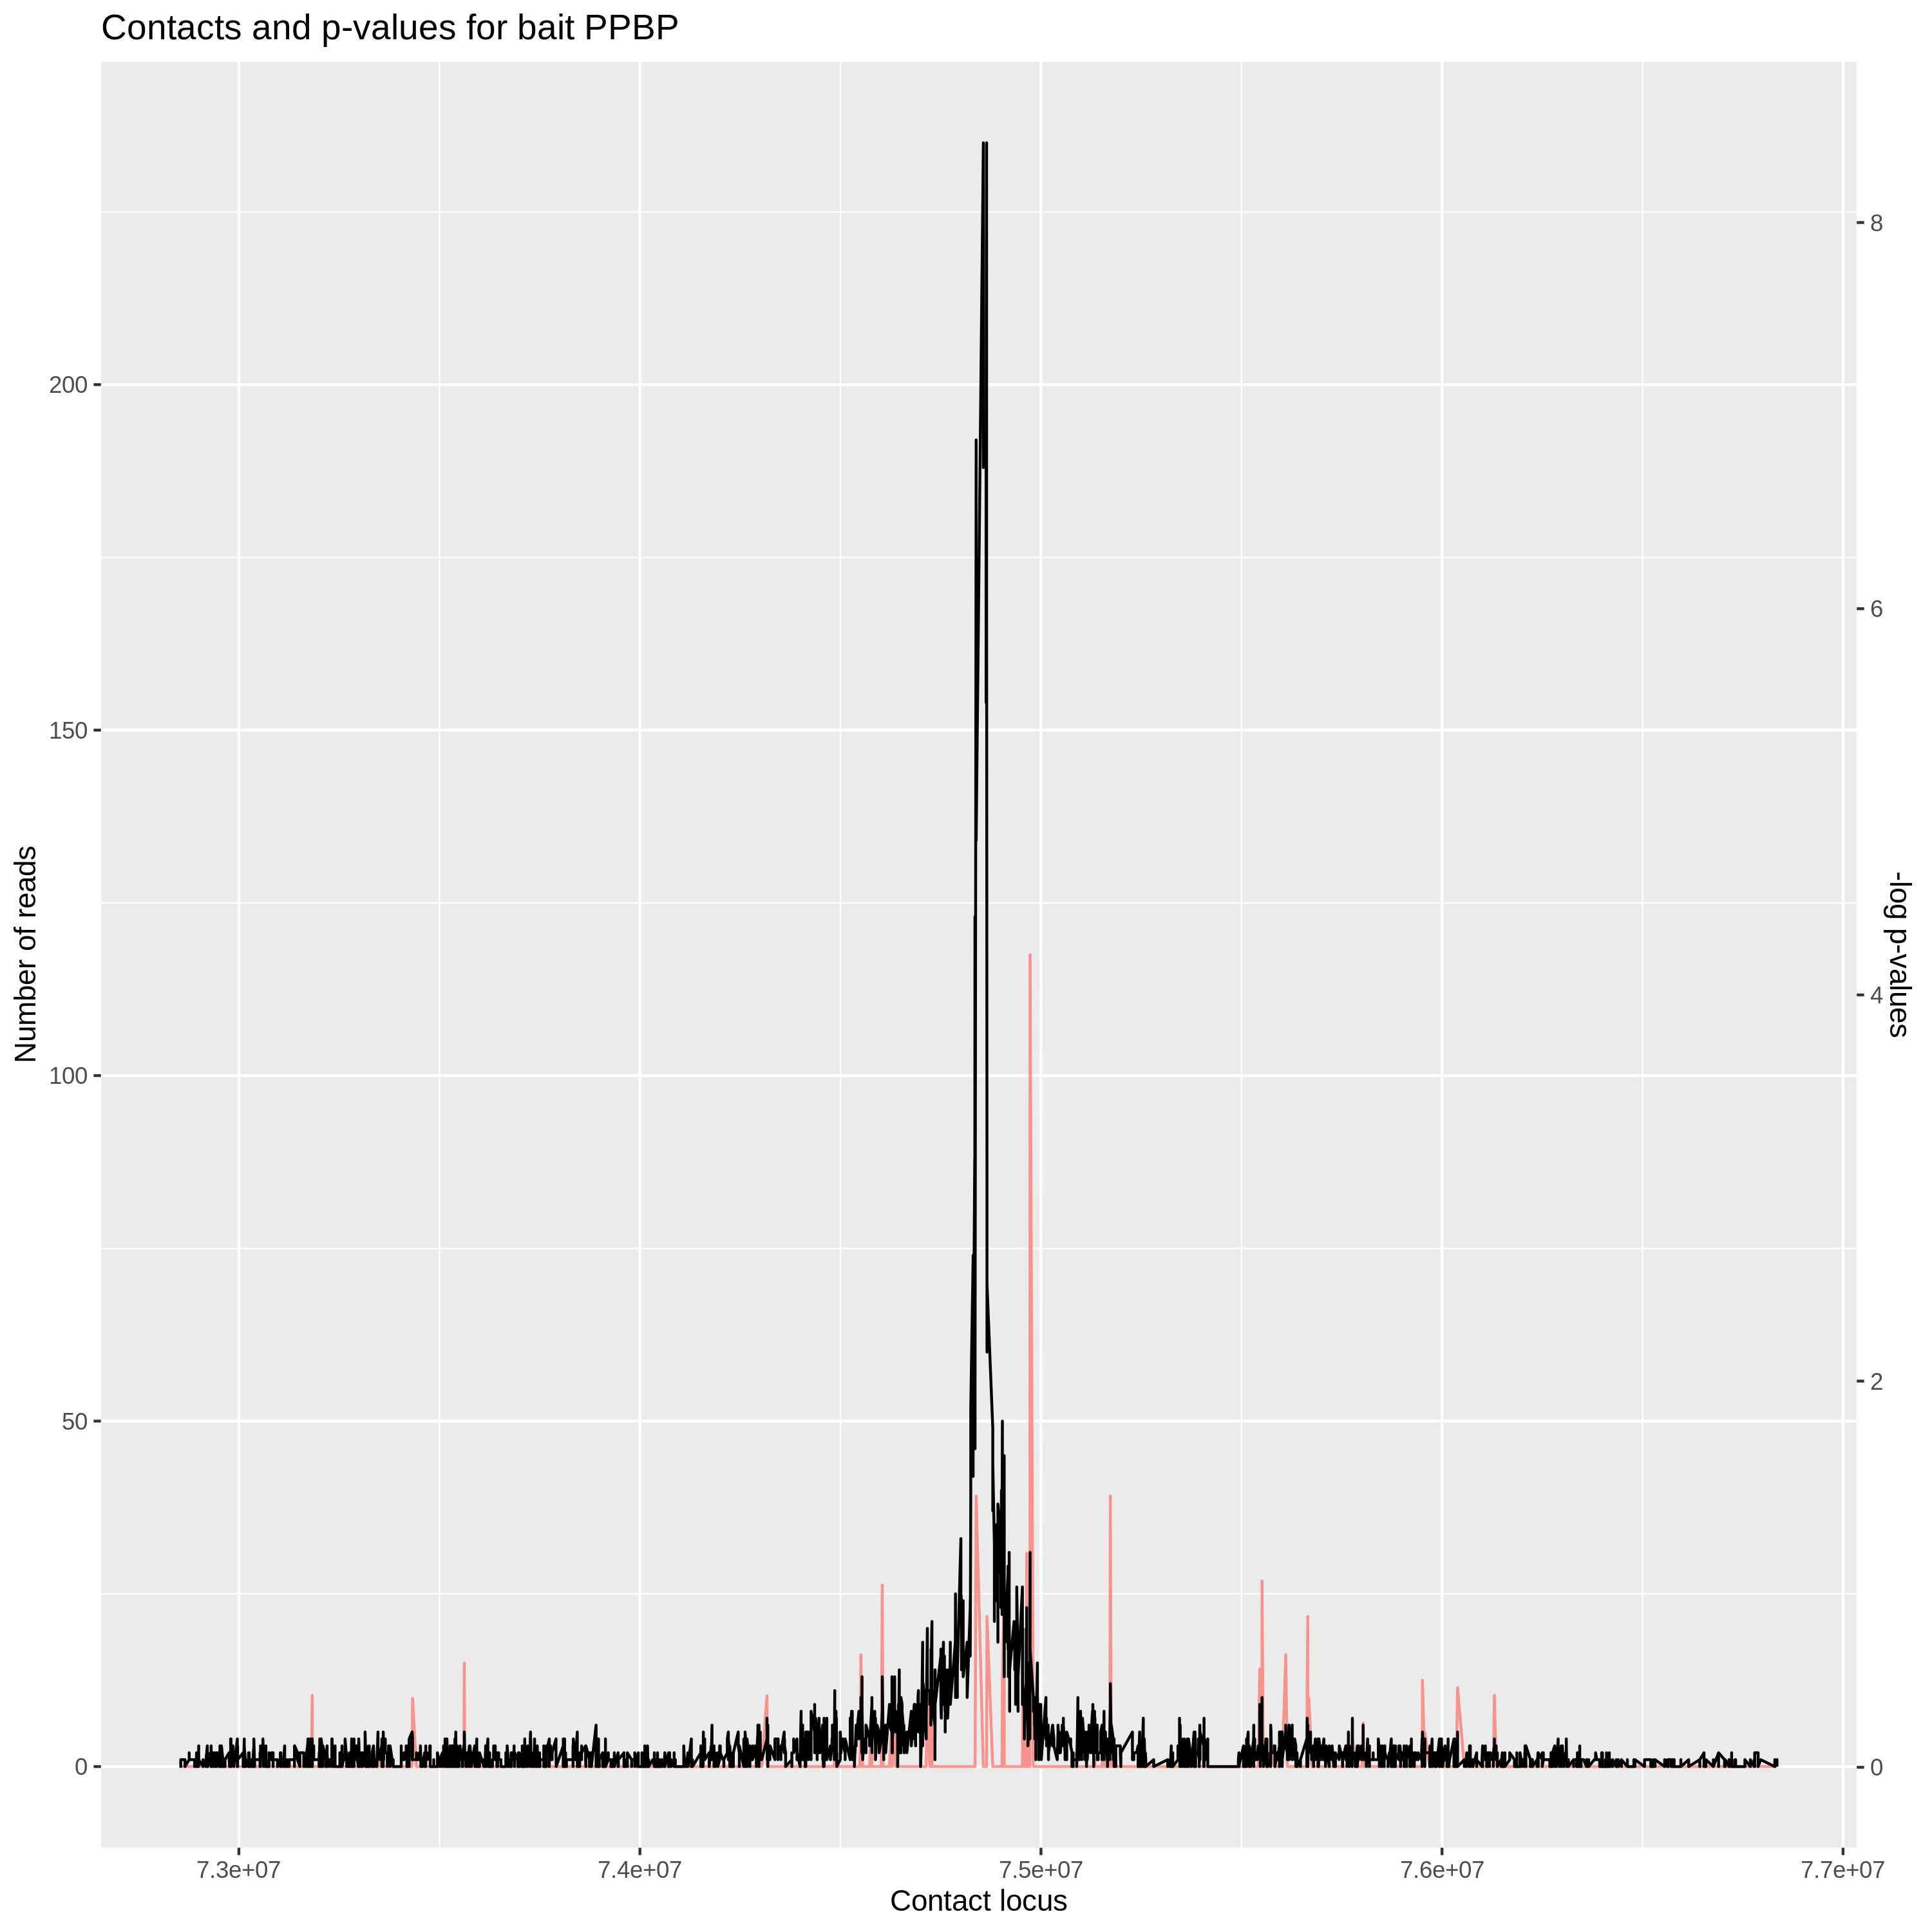 Contacts and p-values for bait PPBP
Number of reads
200
150
100
50
0
8
6
4
2
0
-log p-values
7.3e+07
7.4e+07
7.5e+07
7.6e+07
7.7e+07
Contact locus